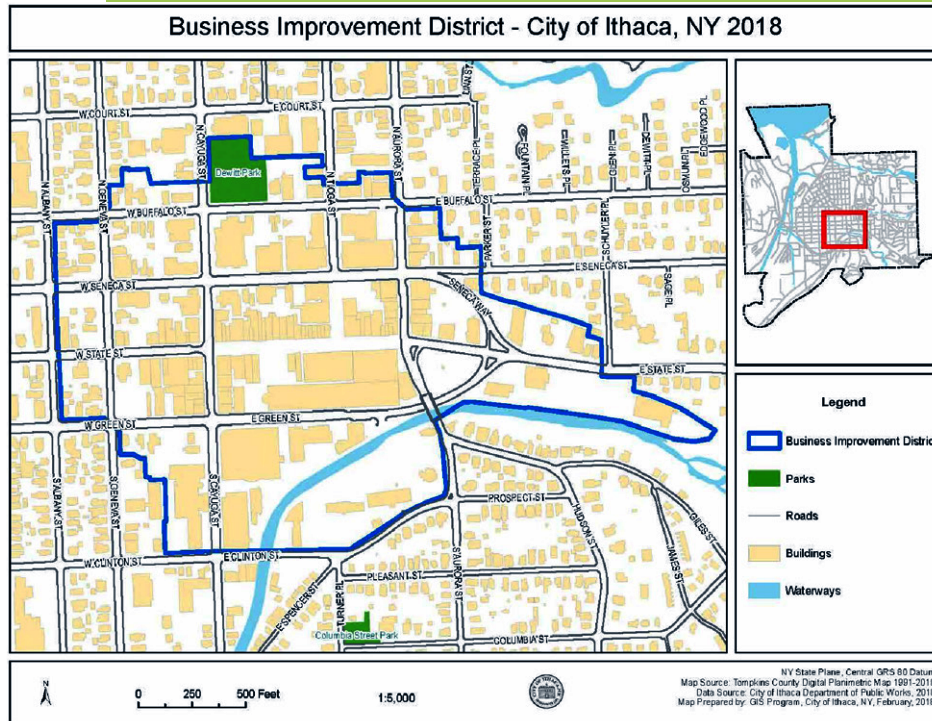 Business Improvement District - City of Ithaca, NY 2018
W.COURT ST
E.COURT ST
LINN ST
N.CAYUGA ST
N.AURORA ST
TERRACE PL
FOUNTAIN PL
WILLETS PL
DEWITT PL
OSMUN PL
EDGEWOOD PL
Dewitt Park
N.ALBANY ST
N.GENEVA ST
N.TIOGA ST
W.BUFFALO ST
E.BUFFALO ST
PARKER ST
SCHUYLER PL
W.SENECA ST
E.SENECA ST
SENECA WAY
SAGE PL
W.STATE ST
E.STATE ST
W.GREEN ST
E.GREEN ST
S.ALBANY ST
S.GENEVA ST
S.CAYUGA ST
PROSPECT ST
HUDSON ST
GILES ST
JAMES ST
W.CLINTON ST
E.CLINTON ST
S.AURORA ST
PLEASANT ST
E.SPENCER ST
TURNER PL
Columbia Street Park
COLUMBIA ST
Legend
Business Improvement District
Parks
Roads
Buildings
Waterways
N
0 250 500 Feet
1:5,000
NY State Plane, Central GRS 80 Datum
Map Source: Tompkins County Digital Planimetric Map 1991-2018
Data Source: City of Ithaca Department of Public Works, 2018
Map Prepared by: GIS Program, City of Ithaca, NY, February, 2018